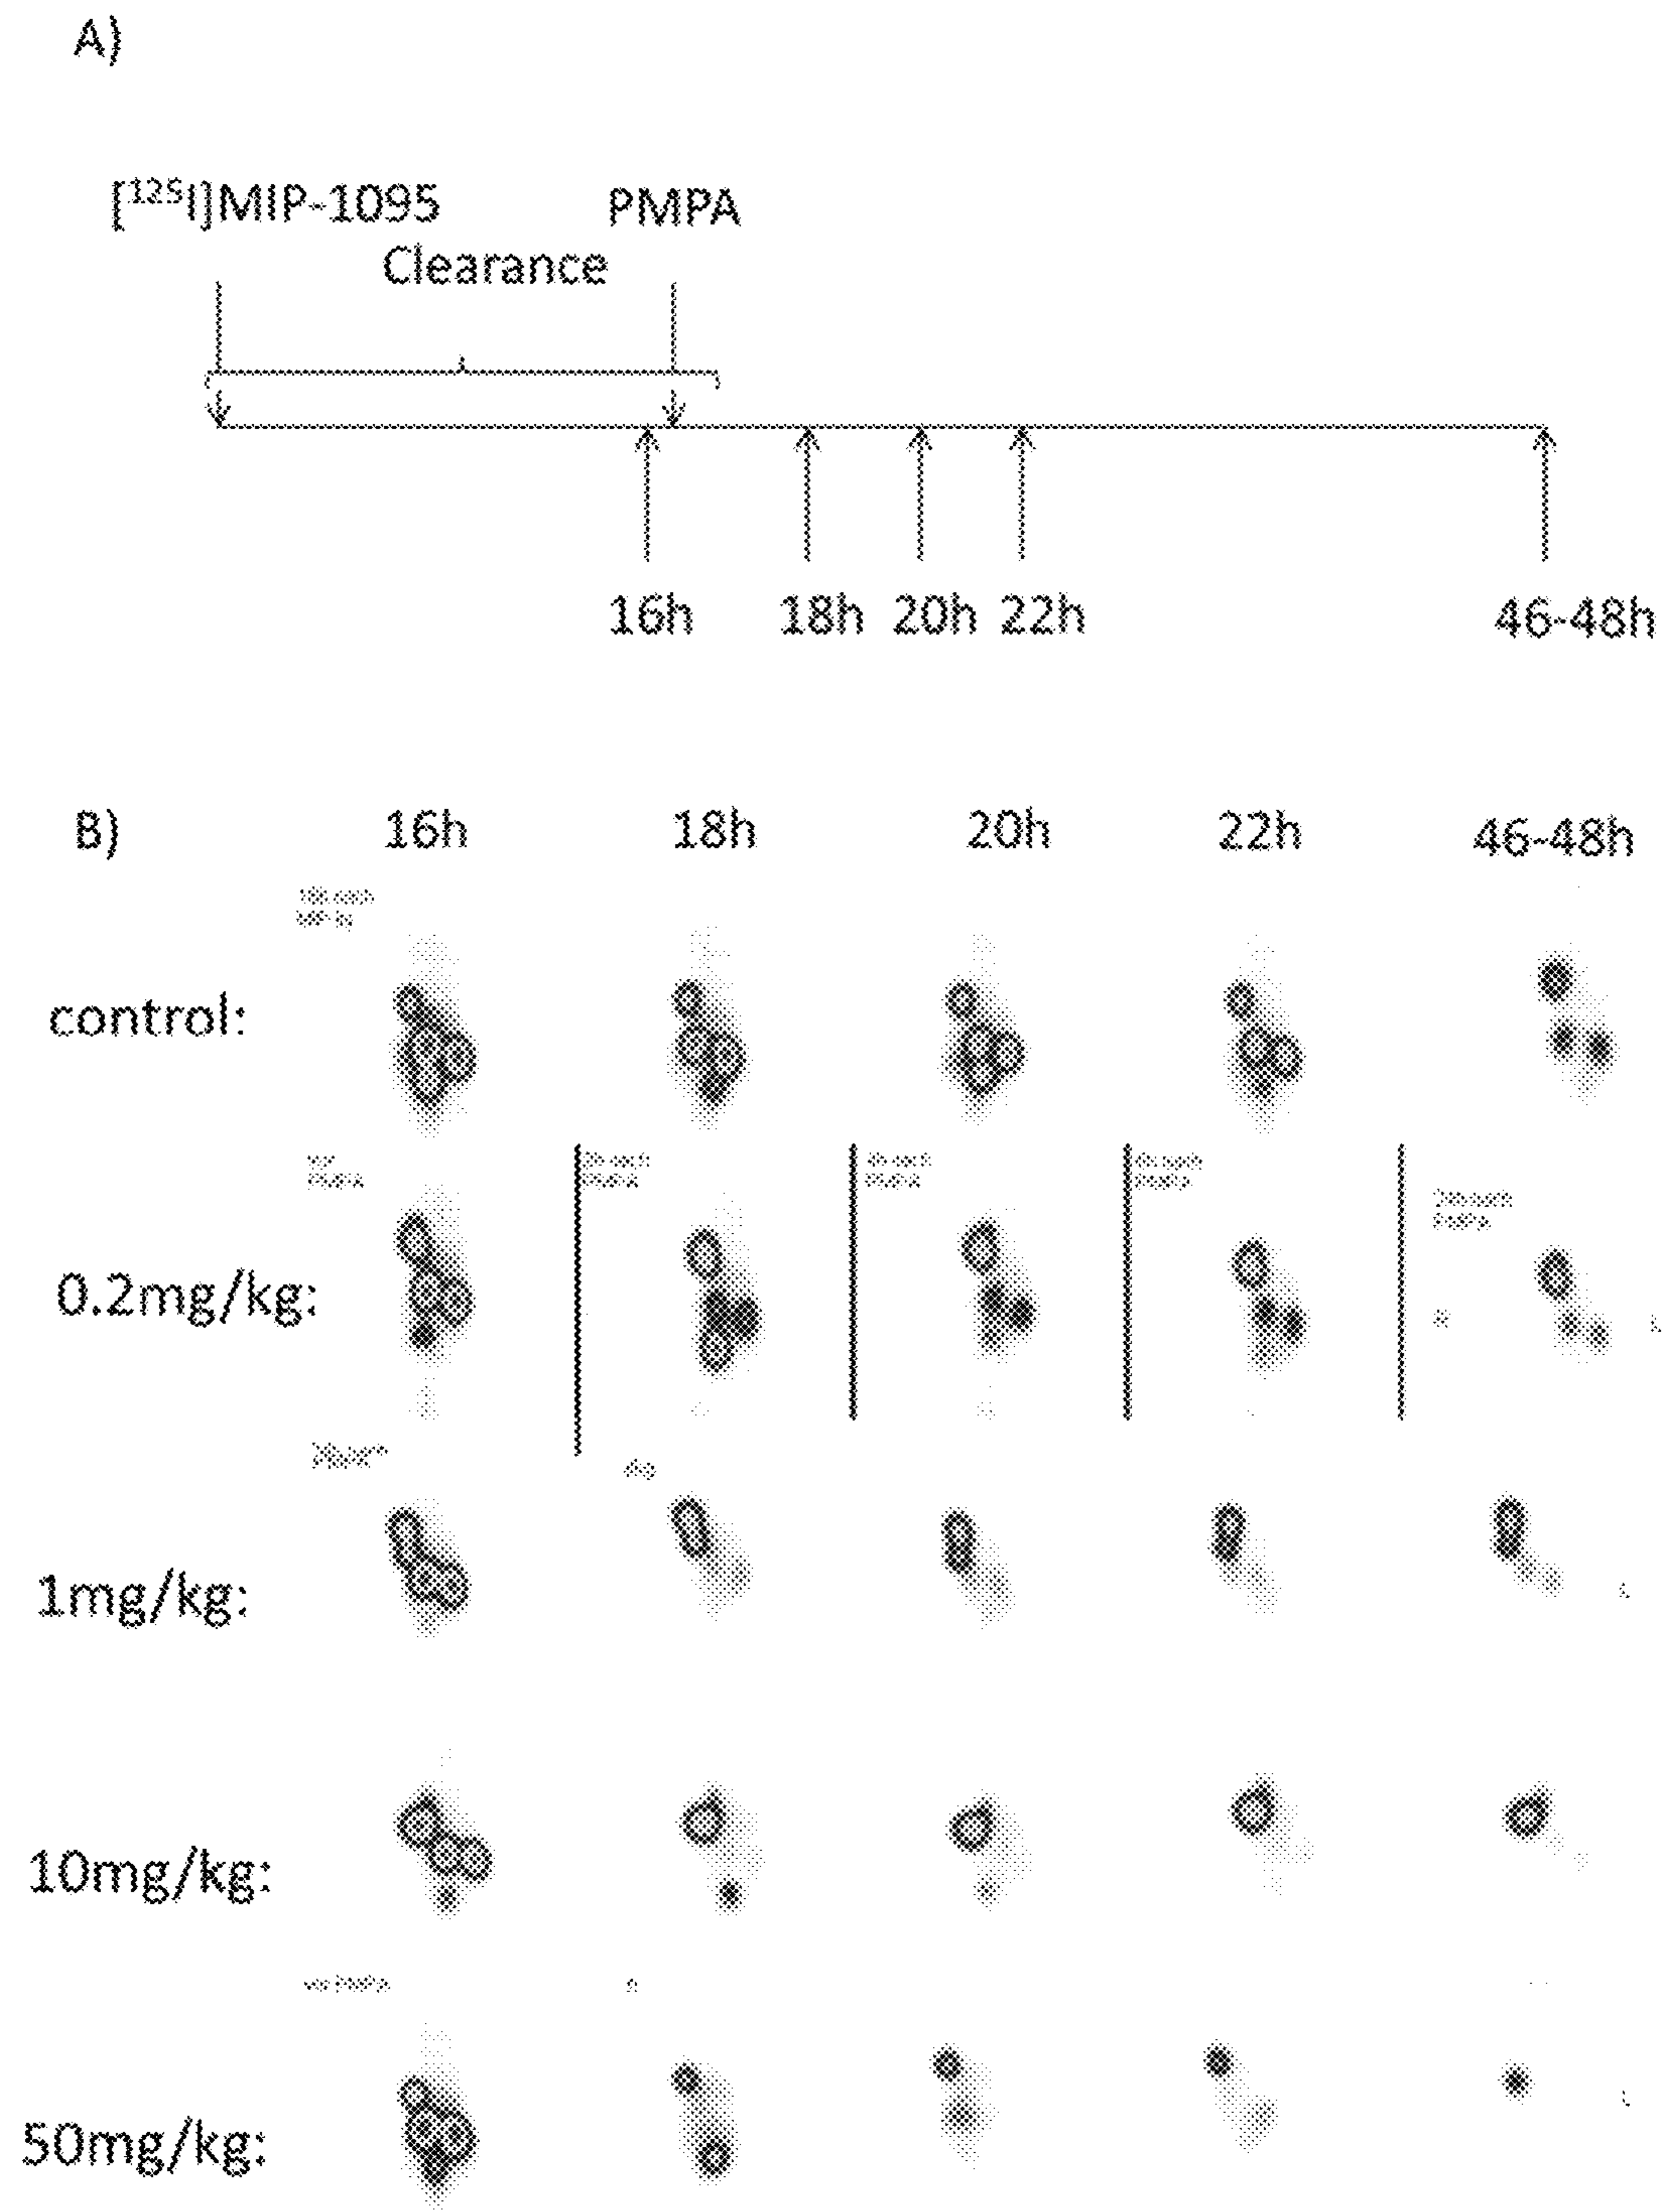 A)
[¹²⁵I]MIP-1095 PMPA
Clearance
16h 18h 20h 22h 46-48h
B) 16h 18h 20h 22h 46-48h
control:
0.2mg/kg:
1mg/kg:
10mg/kg:
50mg/kg: